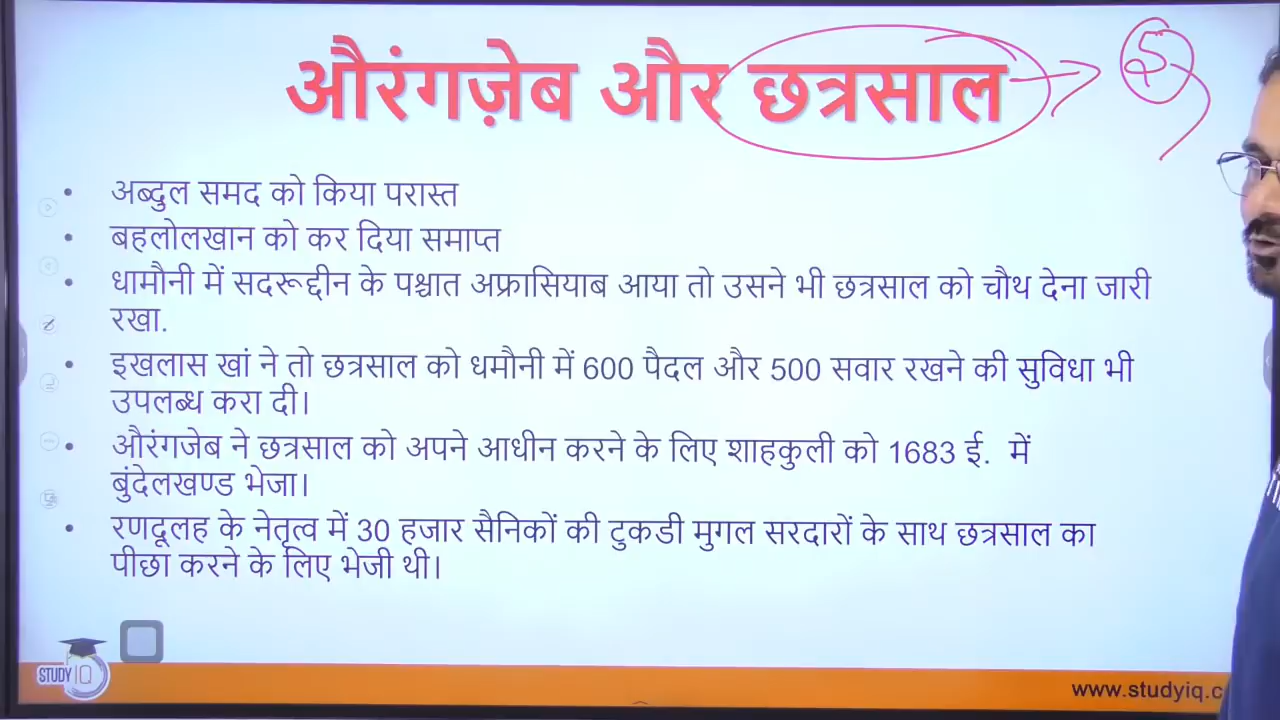 औरंगज़ेब और छत्रसाल
5
• अब्दुल समद को किया परास्त
• बहलोलखान को कर दिया समाप्त
• धामौनी में सदरूद्दीन के पश्चात अफ्रासियाब आया तो उसने भी छत्रसाल को चौथ देना जारी
रखा.
• इखलास खां ने तो छत्रसाल को धमौनी में 600 पैदल और 500 सवार रखने की सुविधा भी
उपलब्ध करा दी।
• औरंगजेब ने छत्रसाल को अपने आधीन करने के लिए शाहकुली को 1683 ई. में
बुंदेलखण्ड भेजा।
• रणदूलह के नेतृत्व में 30 हजार सैनिकों की टुकडी मुगल सरदारों के साथ छत्रसाल का
पीछा करने के लिए भेजी थी।
STUDY IQ
www.studyiq.c